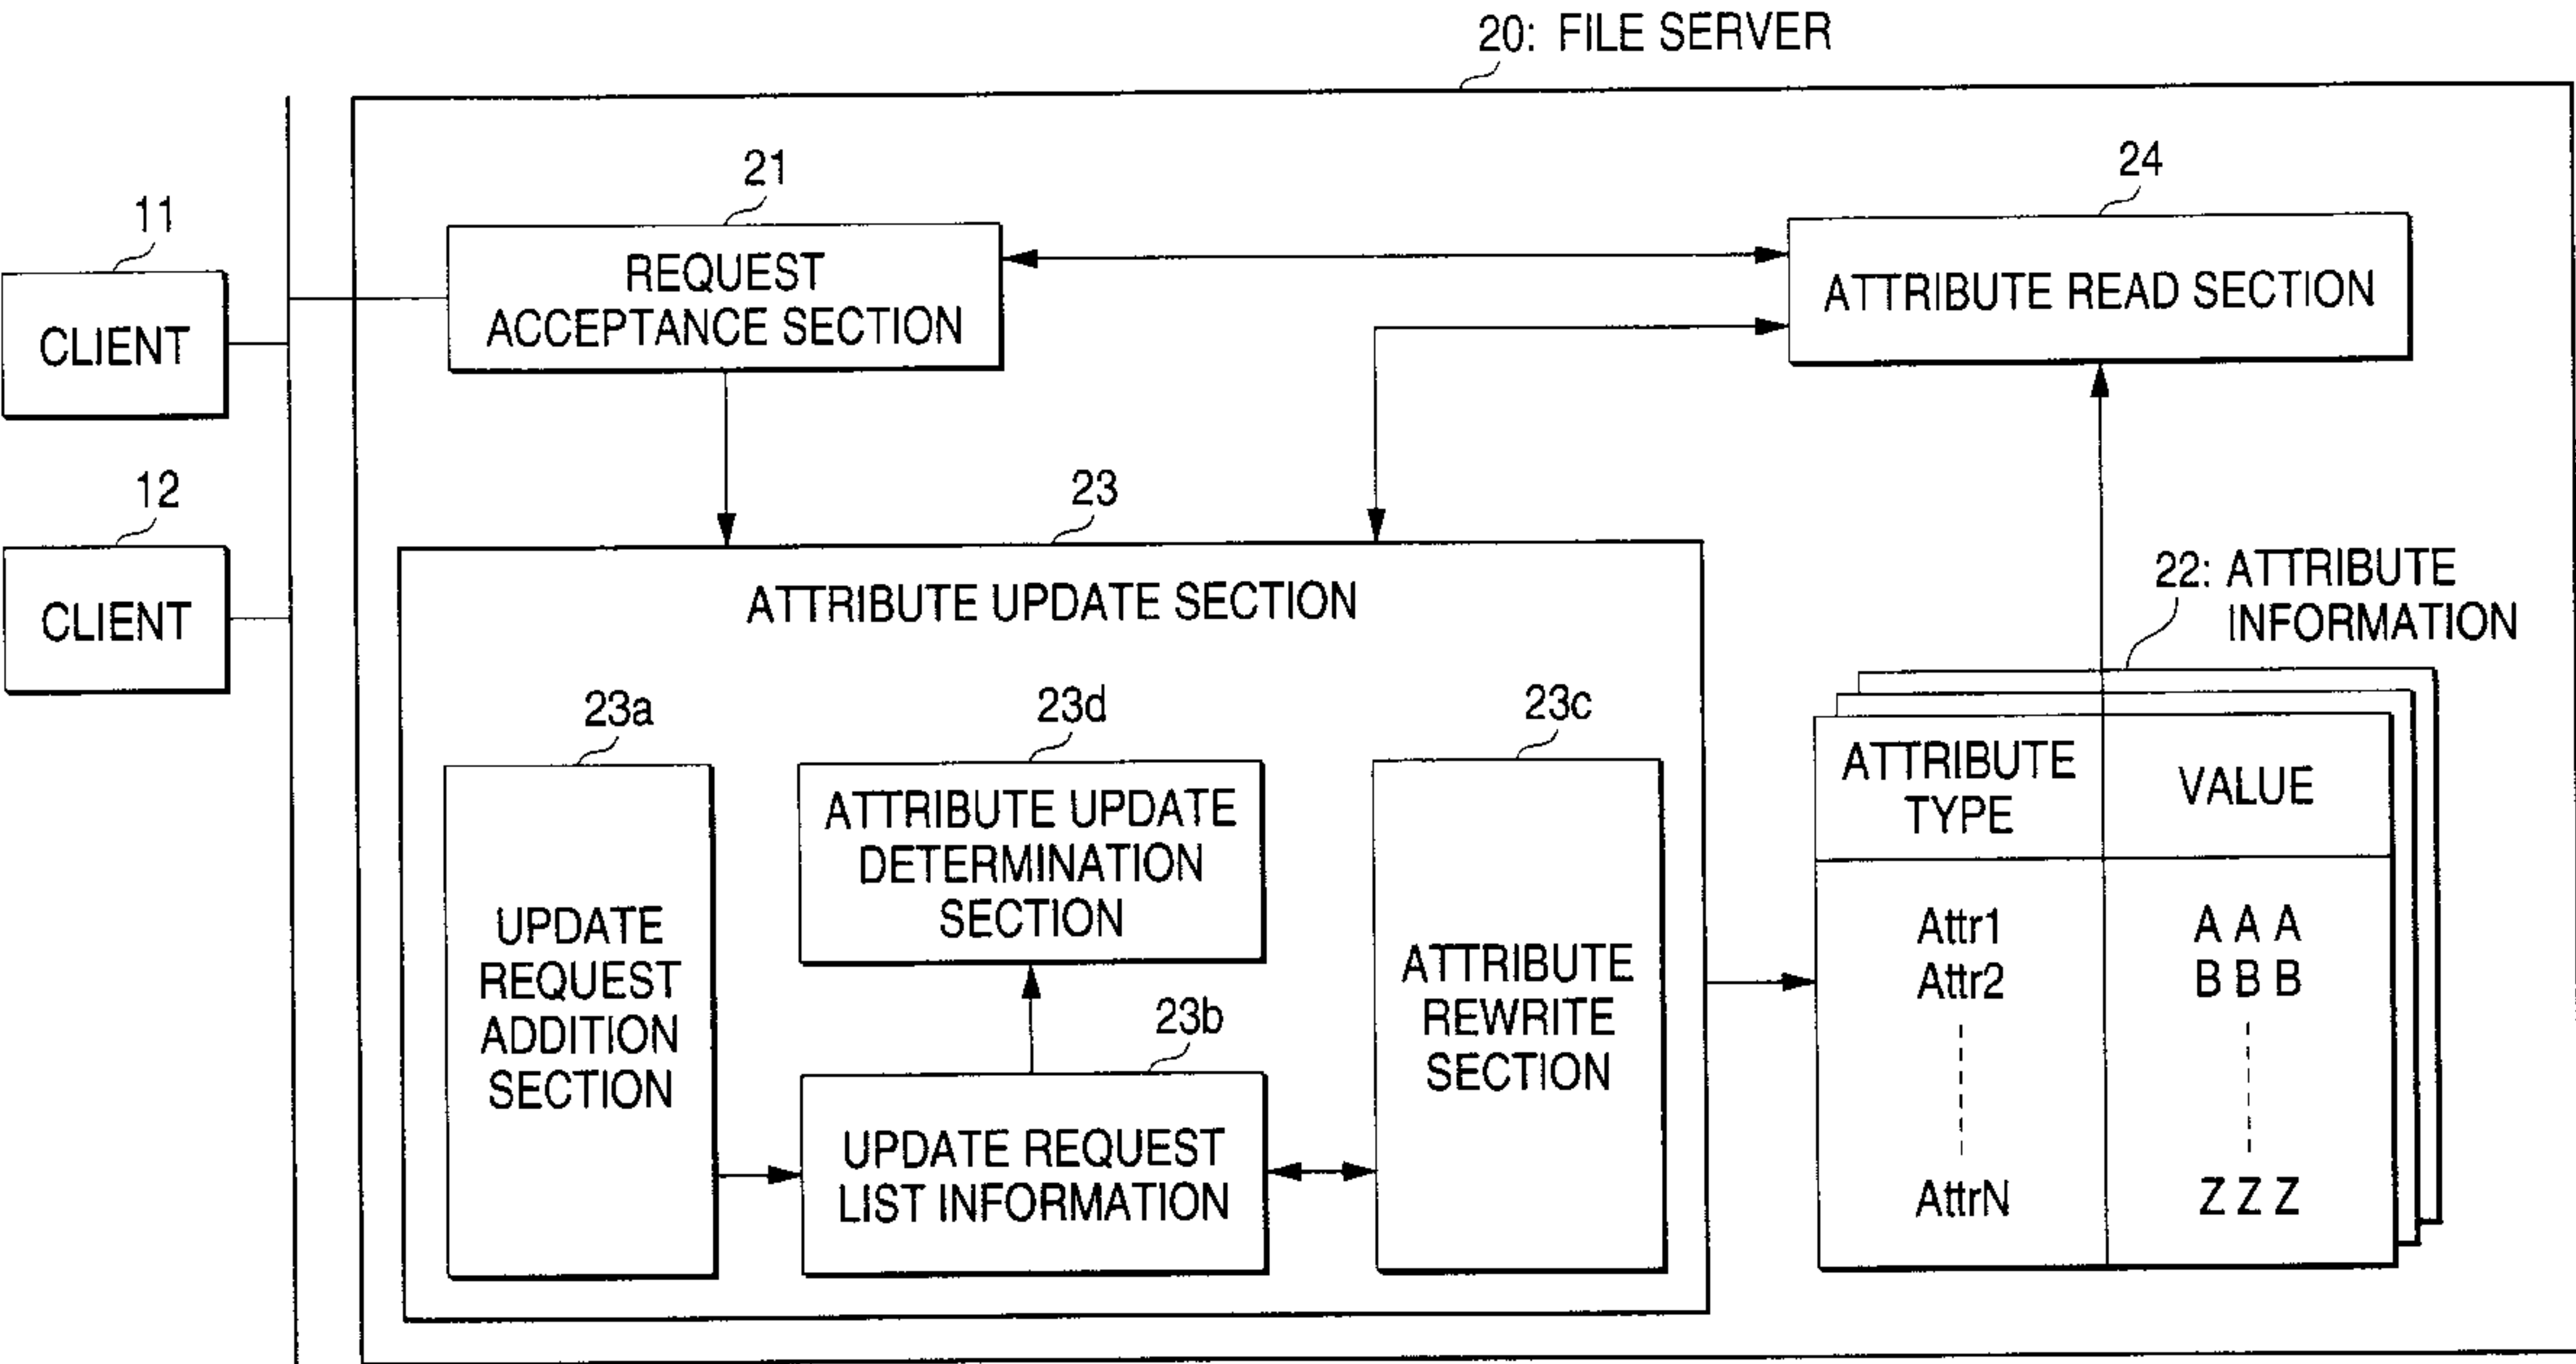 20: FILE SERVER
11
CLIENT
12
CLIENT
21
REQUEST
ACCEPTANCE SECTION
24
ATTRIBUTE READ SECTION
23
ATTRIBUTE UPDATE SECTION
23a
UPDATE
REQUEST
ADDITION
SECTION
23d
ATTRIBUTE UPDATE
DETERMINATION
SECTION
23b
UPDATE REQUEST
LIST INFORMATION
23c
ATTRIBUTE
REWRITE
SECTION
22: ATTRIBUTE
INFORMATION
ATTRIBUTE
TYPE
VALUE
Attr1 A A A
Attr2 B B B
AttrN Z Z Z